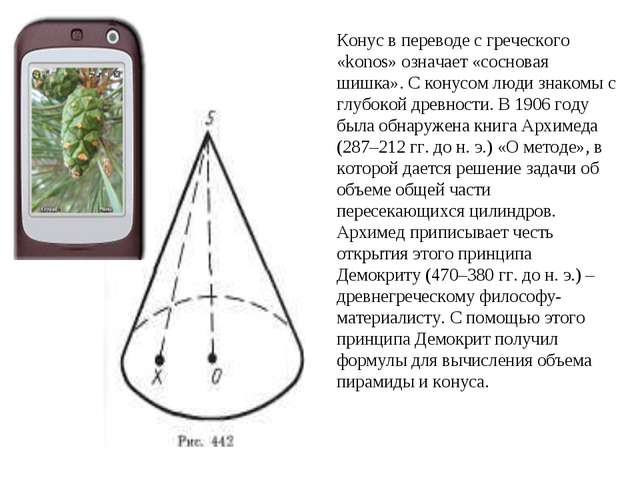 Конус в переводе с греческого
«konos» означает «сосновая
шишка». С конусом люди знакомы с
глубокой древности. В 1906 году
была обнаружена книга Архимеда
(287–212 гг. до н. э.) «О методе», в
которой дается решение задачи об
объеме общей части
пересекающихся цилиндров.
Архимед приписывает честь
открытия этого принципа
Демокриту (470–380 гг. до н. э.) –
древнегреческому философу-
материалисту. С помощью этого
принципа Демокрит получил
формулы для вычисления объема
пирамиды и конуса.
S
X O
Рис. 442